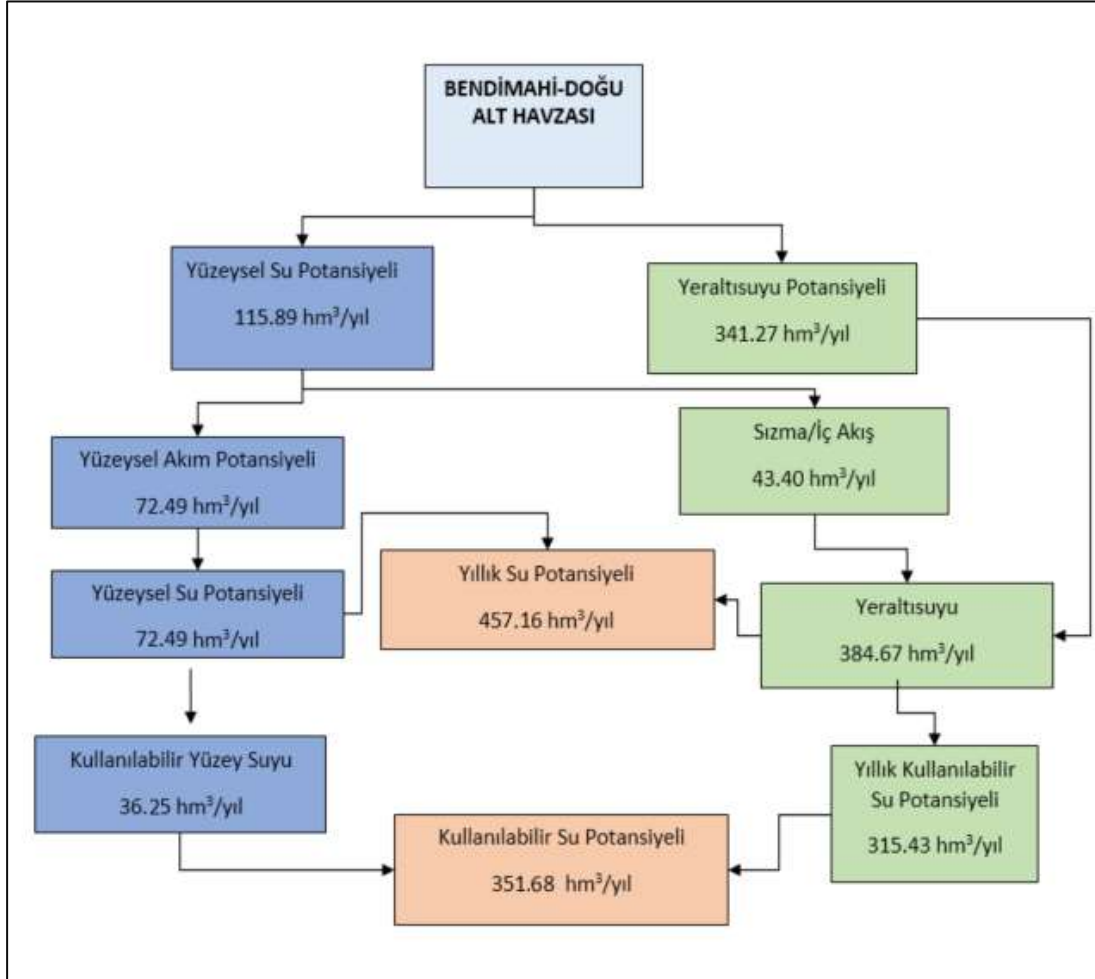 BENDİMAHİ-DOĞU
ALT HAVZASI
Yüzeysel Su Potansiyeli
115.89 hm³/yıl
Yeraltısuyu Potansiyeli
341.27 hm³/yıl
Yüzeysel Akım Potansiyeli
72.49 hm³/yıl
Sızma/İç Akış
43.40 hm³/yıl
Yüzeysel Su Potansiyeli
72.49 hm³/yıl
Yıllık Su Potansiyeli
457.16 hm³/yıl
Yeraltısuyu
384.67 hm³/yıl
Kullanılabilir Yüzey Suyu
36.25 hm³/yıl
Yıllık Kullanılabilir
Su Potansiyeli
315.43 hm³/yıl
Kullanılabilir Su Potansiyeli
351.68 hm³/yıl